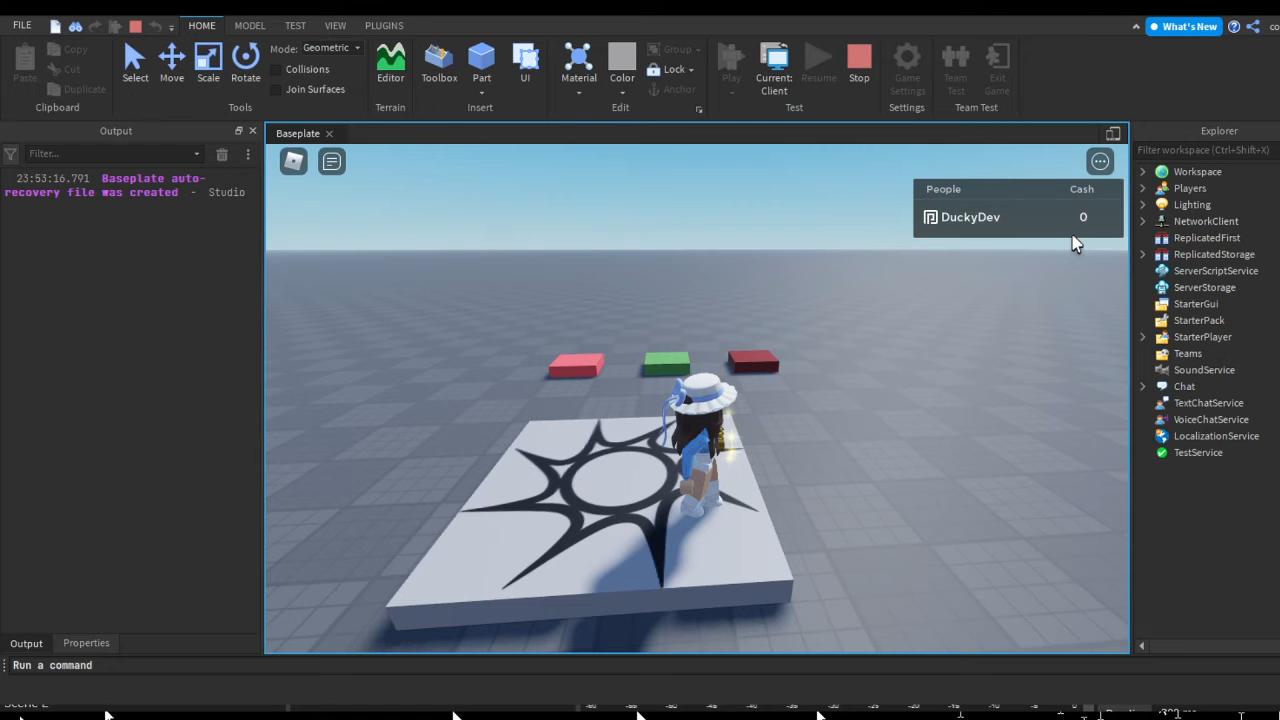 FILE HOME MODEL TEST VIEW PLUGINS What's New co
Paste Copy Cut Duplicate Select Move Scale Rotate Mode: Geometric Collisions Join Surfaces Editor Toolbox Part UI Material Color Group Lock Anchor Play Current: Client Resume Stop Game Settings Team Test Exit Game
Clipboard Tools Terrain Insert Edit Test Settings Team Test
Output Baseplate Explorer
Filter... Filter workspace (Ctrl+Shift+X)
23:53:16.791 Baseplate auto-
recovery file was created - Studio
People Cash
DuckyDev 0
Workspace
Players
Lighting
NetworkClient
ReplicatedFirst
ReplicatedStorage
ServerScriptService
ServerStorage
StarterGui
StarterPack
StarterPlayer
Teams
SoundService
Chat
TextChatService
VoiceChatService
LocalizationService
TestService
Output Properties
Run a command